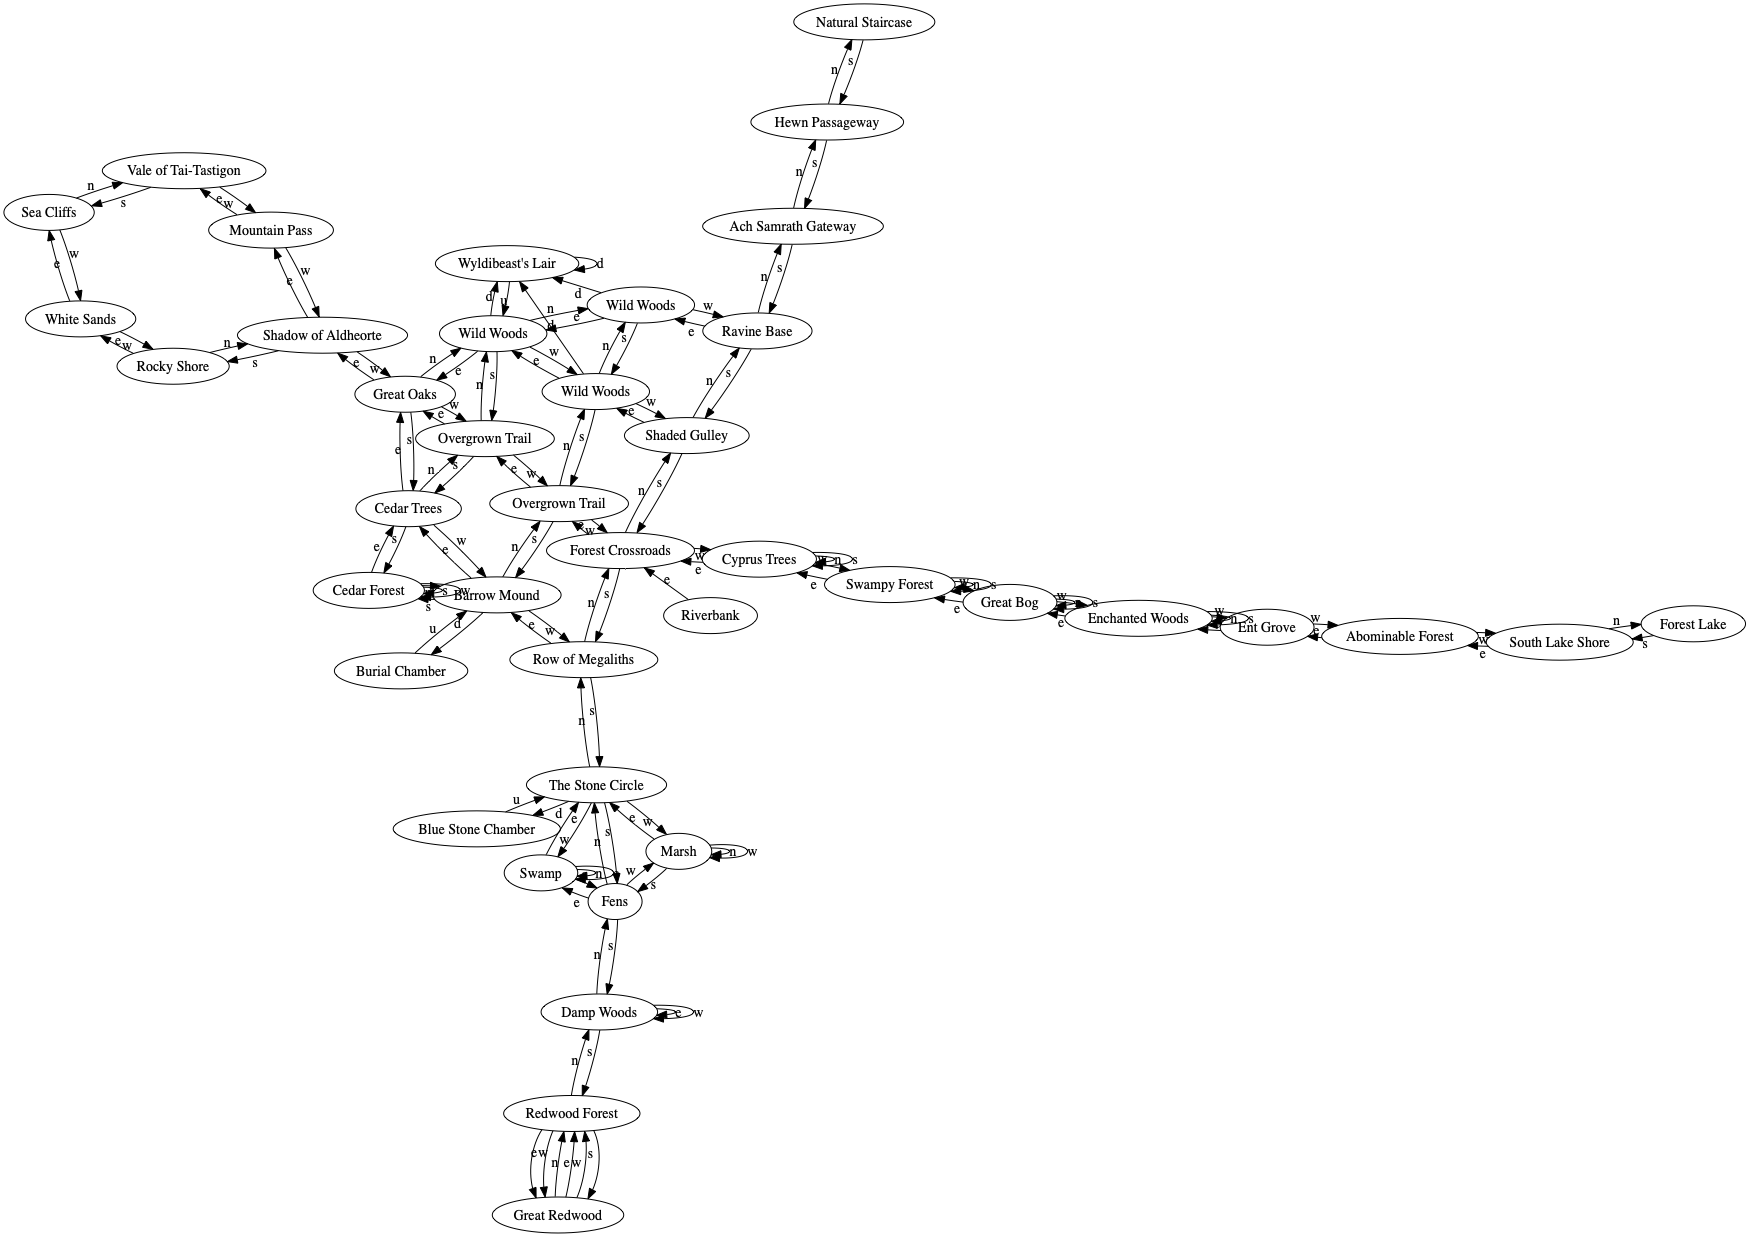 Natural Staircase
n
s
Hewn Passageway
n
s
Vale of Tai-Tastigon
n
s
e
w
Sea Cliffs
Ach Samrath Gateway
Mountain Pass
w
e
w
e
n
s
Wyldibeast's Lair
d
d
u
d
n
Wild Woods
w
e
e
White Sands
e
w
Shadow of Aldheorte
Wild Woods
Ravine Base
n
s
Rocky Shore
n
s
e
w
n
e
w
e
n
s
n
s
Great Oaks
Wild Woods
w
e
n
s
e
w
Overgrown Trail
Shaded Gulley
e
s
n
s
e
w
n
s
Cedar Trees
Overgrown Trail
n
s
e
w
e
s
e
w
n
s
Forest Crossroads
w
e
Cyprus Trees
w
n
s
Cedar Forest
s
w
s
Barrow Mound
e
Swampy Forest
w
n
s
e
Great Bog
w
s
e
Enchanted Woods
w
n
s
Ent Grove
w
e
Abominable Forest
w
e
South Lake Shore
n
s
Forest Lake
e
Riverbank
u
d
e
w
n
s
Burial Chamber
Row of Megaliths
n
s
The Stone Circle
u
d
Blue Stone Chamber
e
w
n
s
e
w
Marsh
n
w
Swamp
n
w
s
e
Fens
n
s
Damp Woods
e
w
n
s
Redwood Forest
e
w
n
e
w
s
Great Redwood